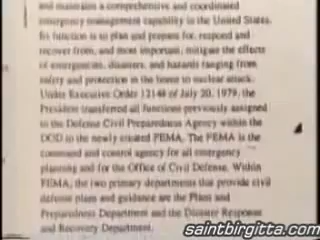 and maintains a comprehensive and coordinated
emergency management capability in the United States.
Its function is to plan and prepare for, respond and
recover from, and most important, mitigate the effects
of emergencies, disasters, and hazards ranging from
safety and protection in the home to nuclear attack.
Under Executive Order 12148 of July 20, 1979, the
President transferred all functions previously assigned
to the Defense Civil Preparedness Agency within the
DOD to the newly created FEMA. The FEMA is the
command and control agency for all emergency
planning and for the Office of Civil Defense. Within
FEMA, the two primary departments that provide civil
defense plans and guidance are the Plans and
Preparedness Department and the Disaster Response
and Recovery Department.
saintbirgitta.com